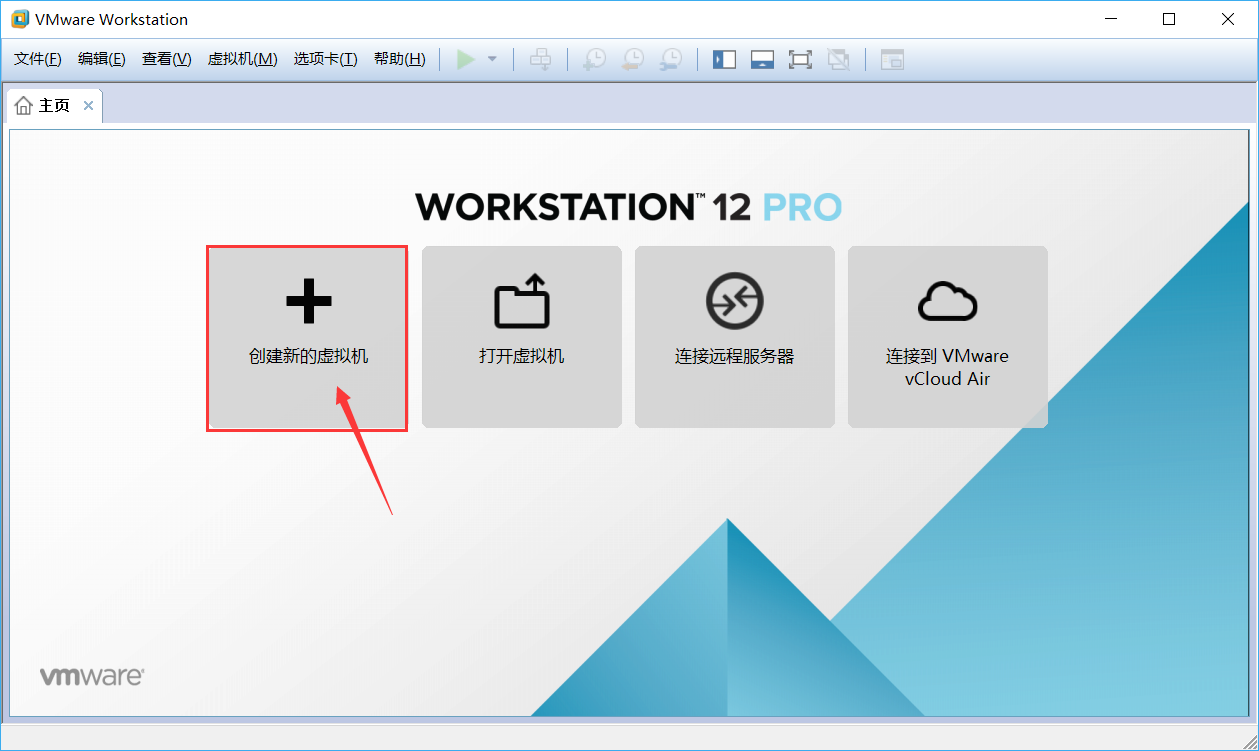 VMware Workstation
文件(F) 编辑(E) 查看(V) 虚拟机(M) 选项卡(T) 帮助(H)
主页
WORKSTATION™ 12 PRO
创建新的虚拟机
打开虚拟机
连接远程服务器
连接到 VMware
vCloud Air
vmware®